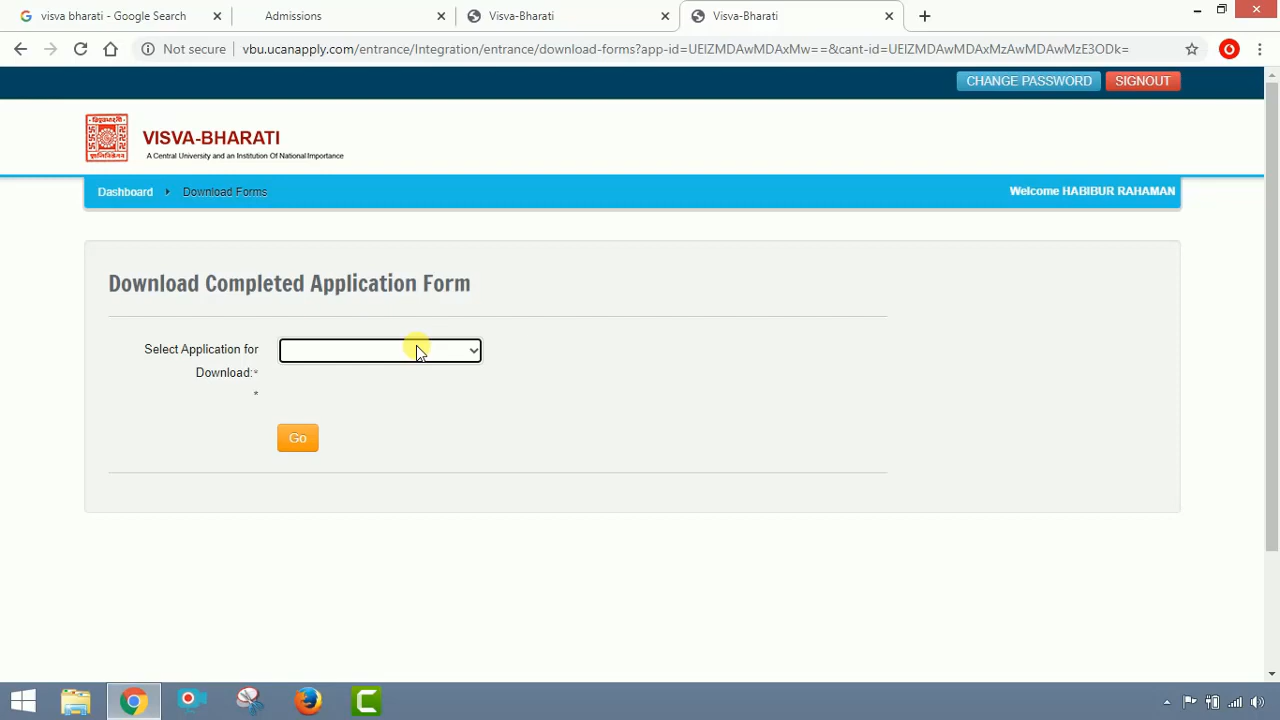 visva bharati - Google Search
Admissions
Visva-Bharati
Visva-Bharati
Not secure
vbu.ucanapply.com/entrance/Integration/entrance/download-forms?app-id=UElZMDAwMDAxMw==&cant-id=UElZMDAwMDAxMzAwMDAwMzE3ODk=
CHANGE PASSWORD
SIGNOUT
VISVA-BHARATI
A Central University and an Institution Of National Importance
Dashboard
Download Forms
Welcome HABIBUR RAHAMAN
Download Completed Application Form
Select Application for
Download:*
*
Go